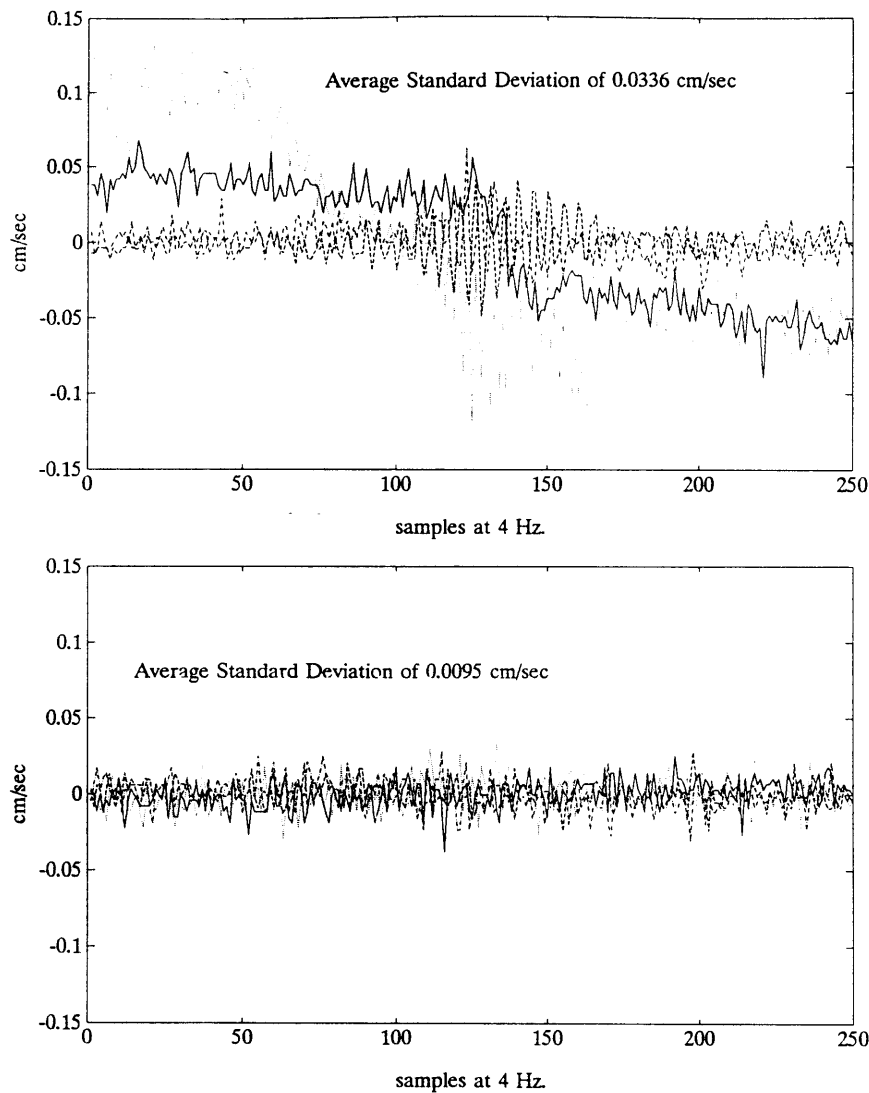 0.15
0.1
0.05
0
-0.05
-0.1
-0.15
cm/sec
Average Standard Deviation of 0.0336 cm/sec
0 50 100 150 200 250
samples at 4 Hz.
0.15
0.1
0.05
0
-0.05
-0.1
-0.15
cm/sec
Average Standard Deviation of 0.0095 cm/sec
0 50 100 150 200 250
samples at 4 Hz.